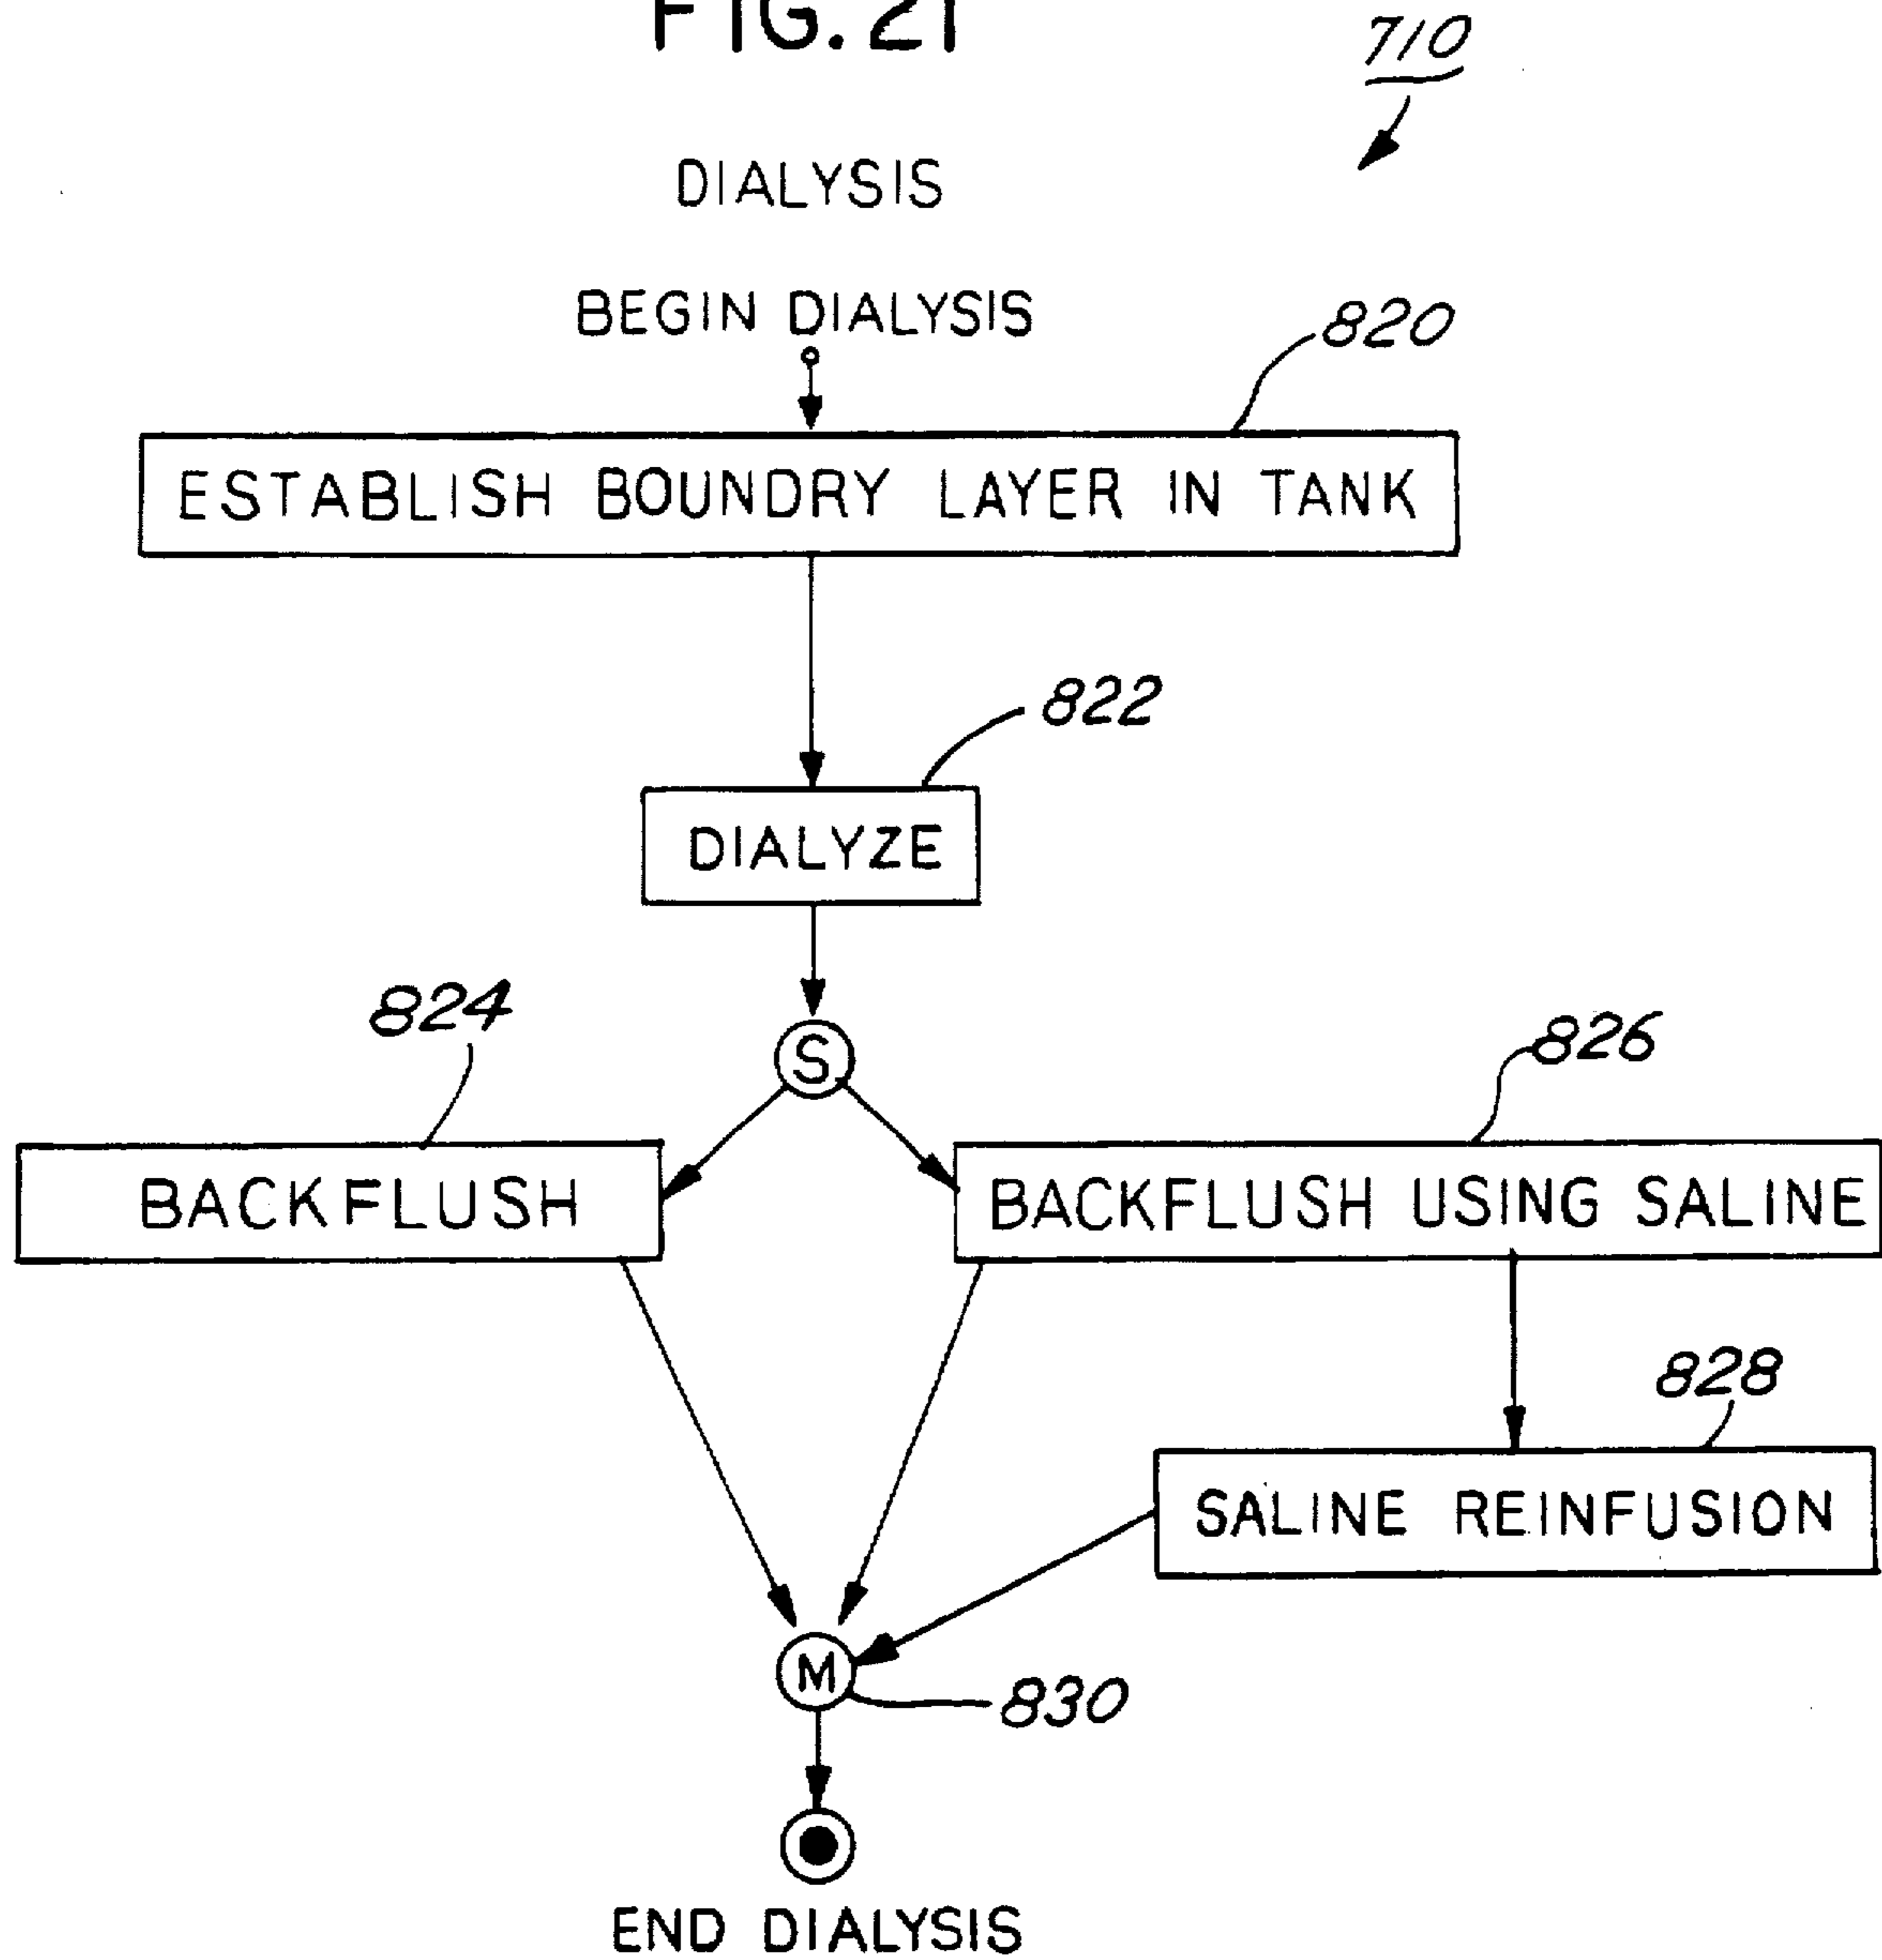 FIG. 21
710
DIALYSIS
BEGIN DIALYSIS
820
ESTABLISH BOUNDRY LAYER IN TANK
822
DIALYZE
824
S
826
BACKFLUSH
BACKFLUSH USING SALINE
828
SALINE REINFUSION
M
830
END DIALYSIS